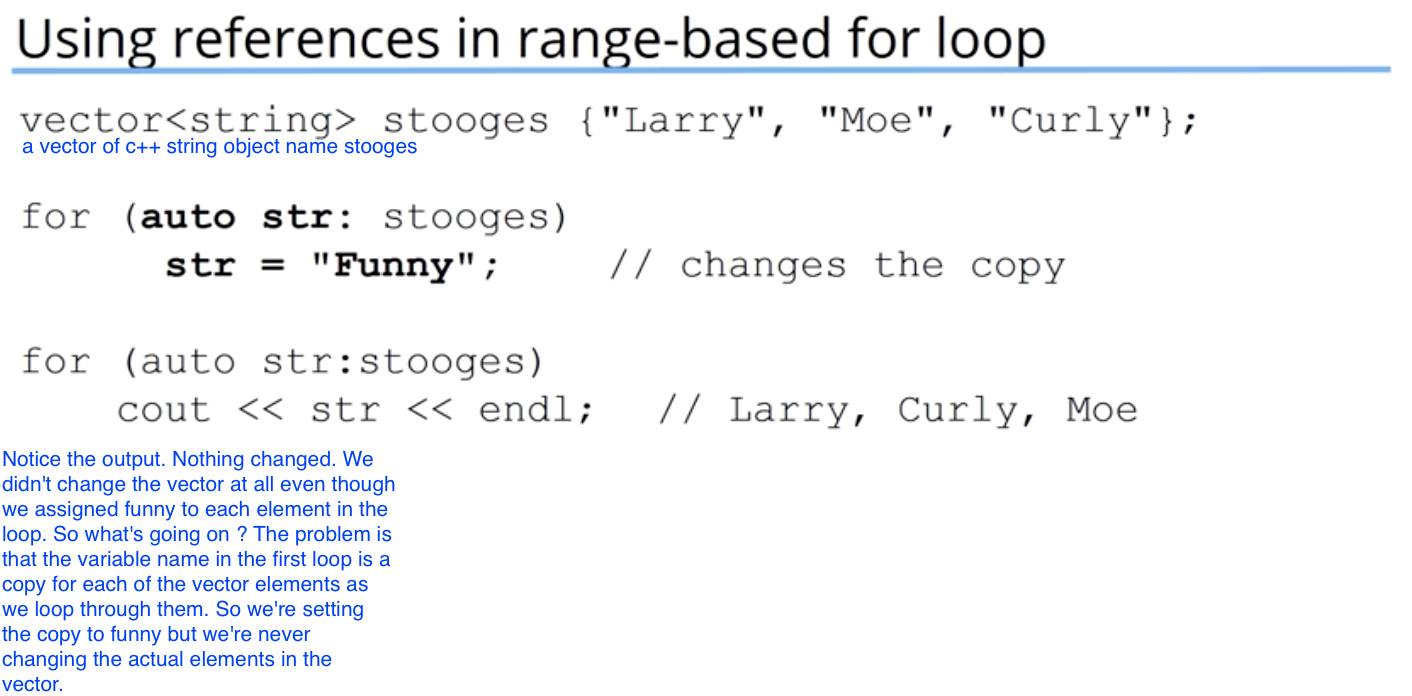 Using references in range-based for loop
vector<string> stooges {"Larry", "Moe", "Curly"};
a vector of c++ string object name stooges
for (auto str: stooges)
str = "Funny"; // changes the copy
for (auto str:stooges)
cout << str << endl; // Larry, Curly, Moe
Notice the output. Nothing changed. We
didn't change the vector at all even though
we assigned funny to each element in the
loop. So what's going on ? The problem is
that the variable name in the first loop is a
copy for each of the vector elements as
we loop through them. So we're setting
the copy to funny but we're never
changing the actual elements in the
vector.